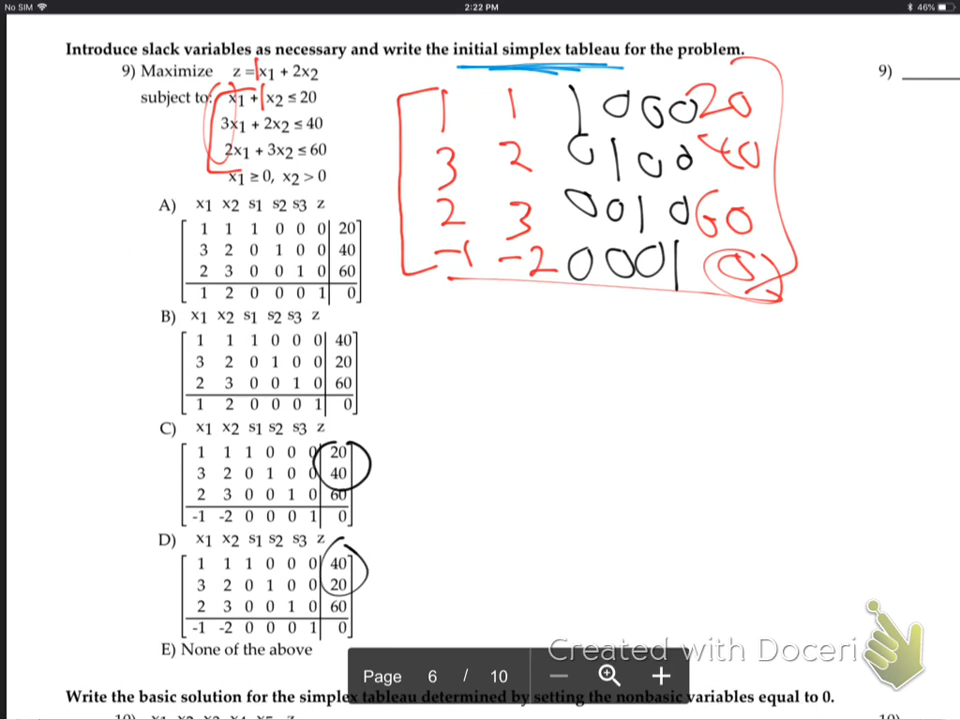 No SIM 2:22 PM 46%
Introduce slack variables as necessary and write the initial simplex tableau for the problem.
9) Maximize z = x1 + 2x2 9) ____
subject to: x1 + x2 ≤ 20
3x1 + 2x2 ≤ 40
2x1 + 3x2 ≤ 60
x1 ≥ 0, x2 > 0
1 1 1 0 0 0 20
3 2 0 1 0 0 40
2 3 0 0 1 0 60
-1 -2 0 0 0 1 0
A) x1 x2 s1 s2 s3 z
1 1 1 0 0 0 20
3 2 0 1 0 0 40
2 3 0 0 1 0 60
1 2 0 0 0 1 0
B) x1 x2 s1 s2 s3 z
1 1 1 0 0 0 40
3 2 0 1 0 0 20
2 3 0 0 1 0 60
1 2 0 0 0 1 0
C) x1 x2 s1 s2 s3 z
1 1 1 0 0 0 20
3 2 0 1 0 0 40
2 3 0 0 1 0 60
-1 -2 0 0 0 1 0
D) x1 x2 s1 s2 s3 z
1 1 1 0 0 0 40
3 2 0 1 0 0 20
2 3 0 0 1 0 60
-1 -2 0 0 0 1 0
E) None of the above
Created with Doceri
Page 6 / 10
Write the basic solution for the simplex tableau determined by setting the nonbasic variables equal to 0.